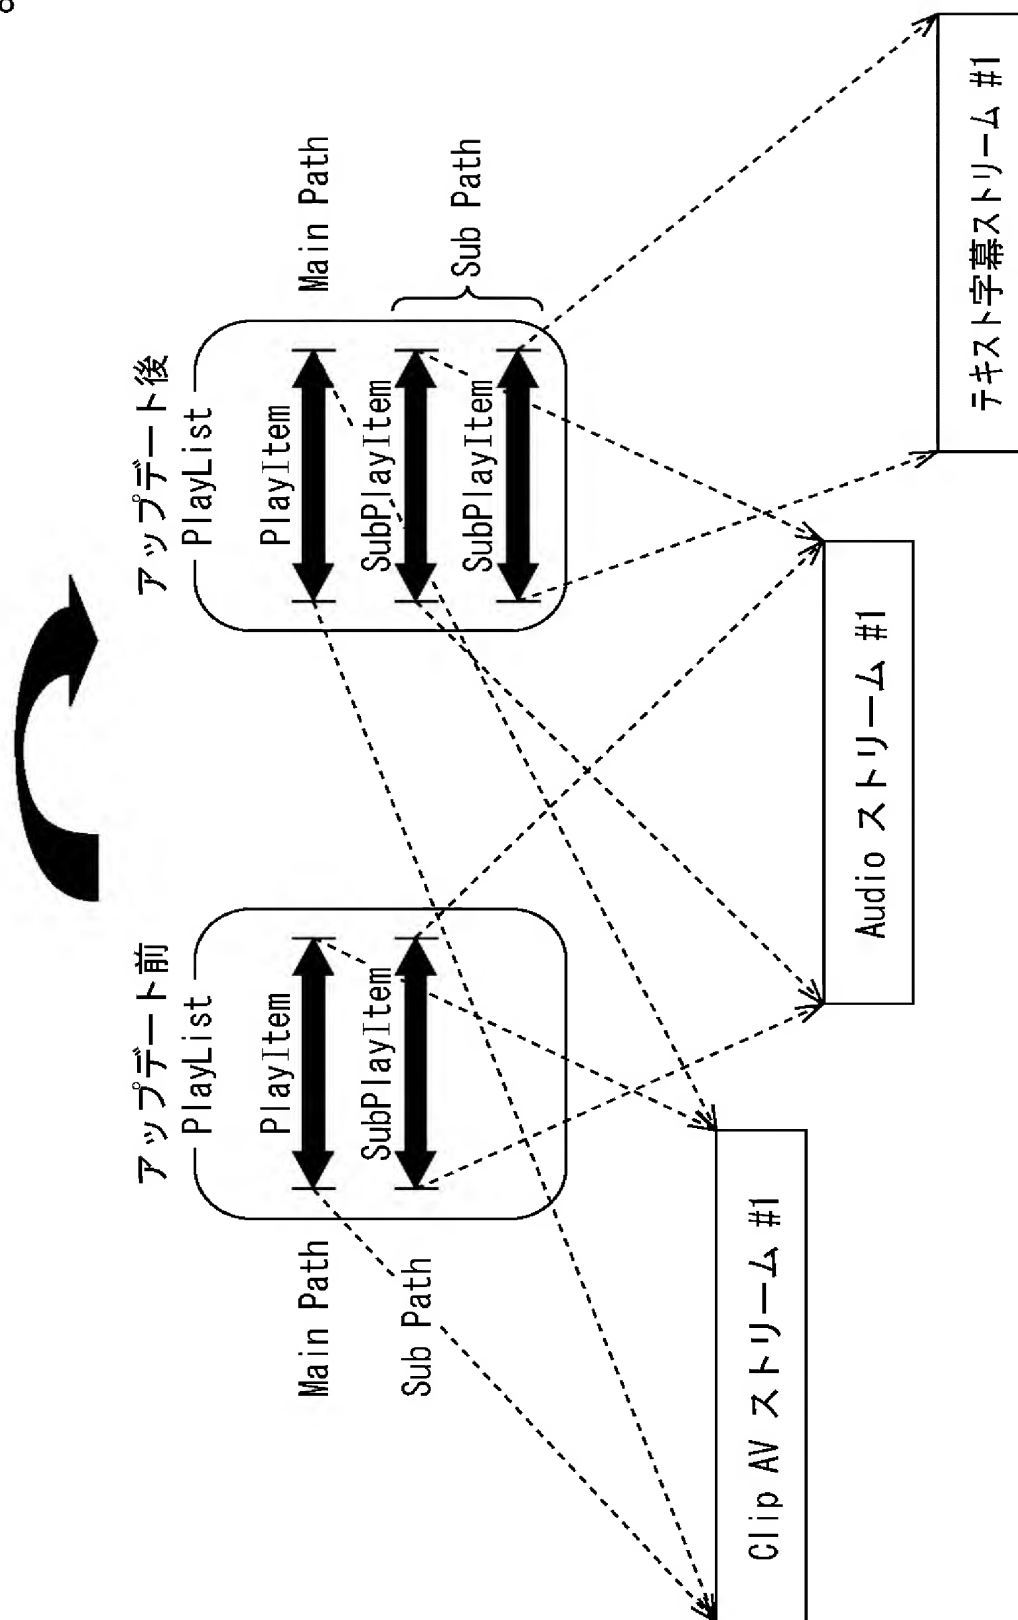 アップデート前
アップデート後
PlayList
PlayList
PlayItem
PlayItem
Main Path
Main Path
SubPlayItem
SubPlayItem
Sub Path
SubPlayItem
Sub Path
Clip AV ストリーム #1
Audio ストリーム #1
テキスト字幕ストリーム #1